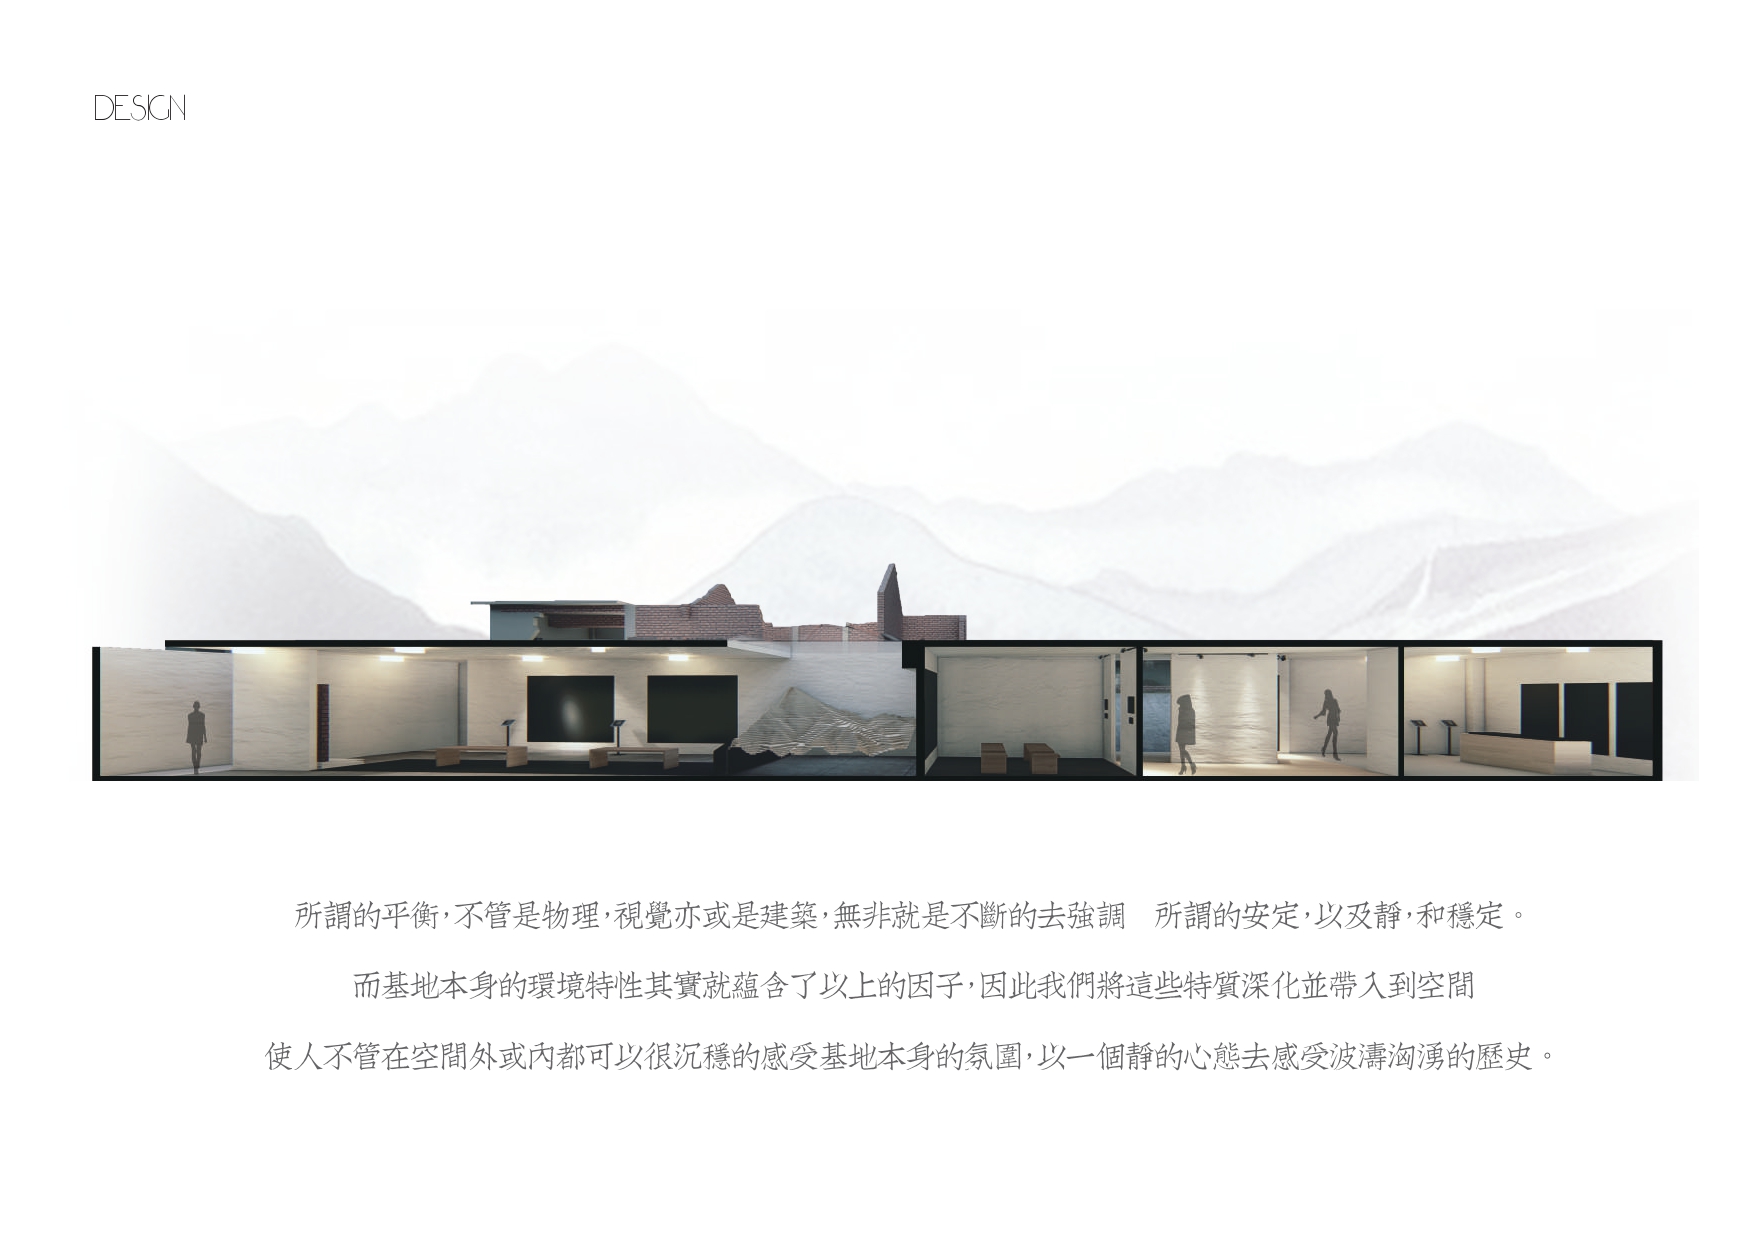 DESIGN
所謂的平衡，不管是物理，視覺亦或是建築，無非就是不斷的去強調　所謂的安定，以及靜，和穩定。
而基地本身的環境特性其實就蘊含了以上的因子，因此我們將這些特質深化並帶入到空間
使人不管在空間外或內都可以很沉穩的感受基地本身的氛圍，以一個靜的心態去感受波濤洶湧的歷史。